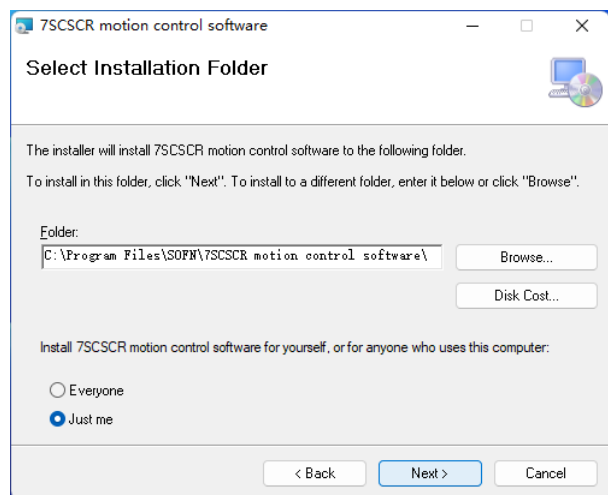 7SCSCR motion control software
Select Installation Folder
The installer will install 7SCSCR motion control software to the following folder.
To install in this folder, click "Next". To install to a different folder, enter it below or click "Browse".
Folder:
C:\Program Files\SOFN\7SCSCR motion control software\
Browse...
Disk Cost...
Install 7SCSCR motion control software for yourself, or for anyone who uses this computer:
Everyone
Just me
< Back
Next >
Cancel